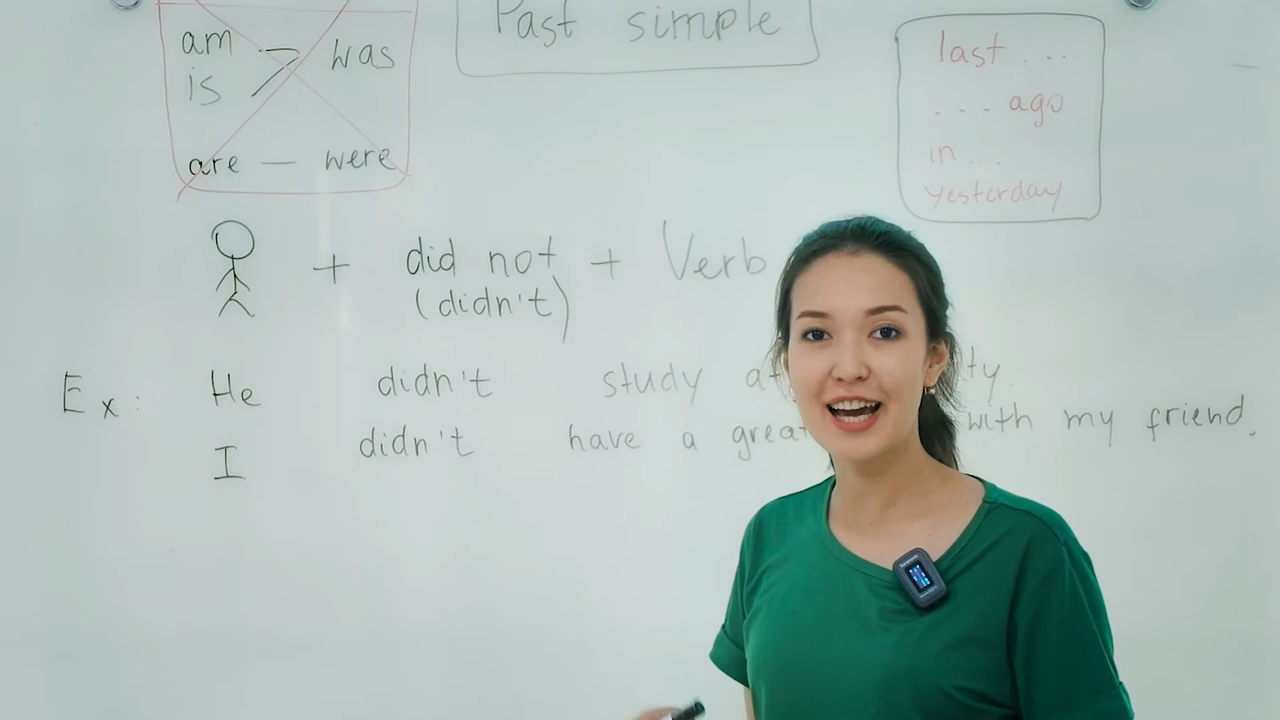 Past simple
am
is
was
are — were
last ...
... ago
in ...
yesterday
+ did not + Verb
(didn't)
Ex: He didn't study
I didn't have a great with my friend.